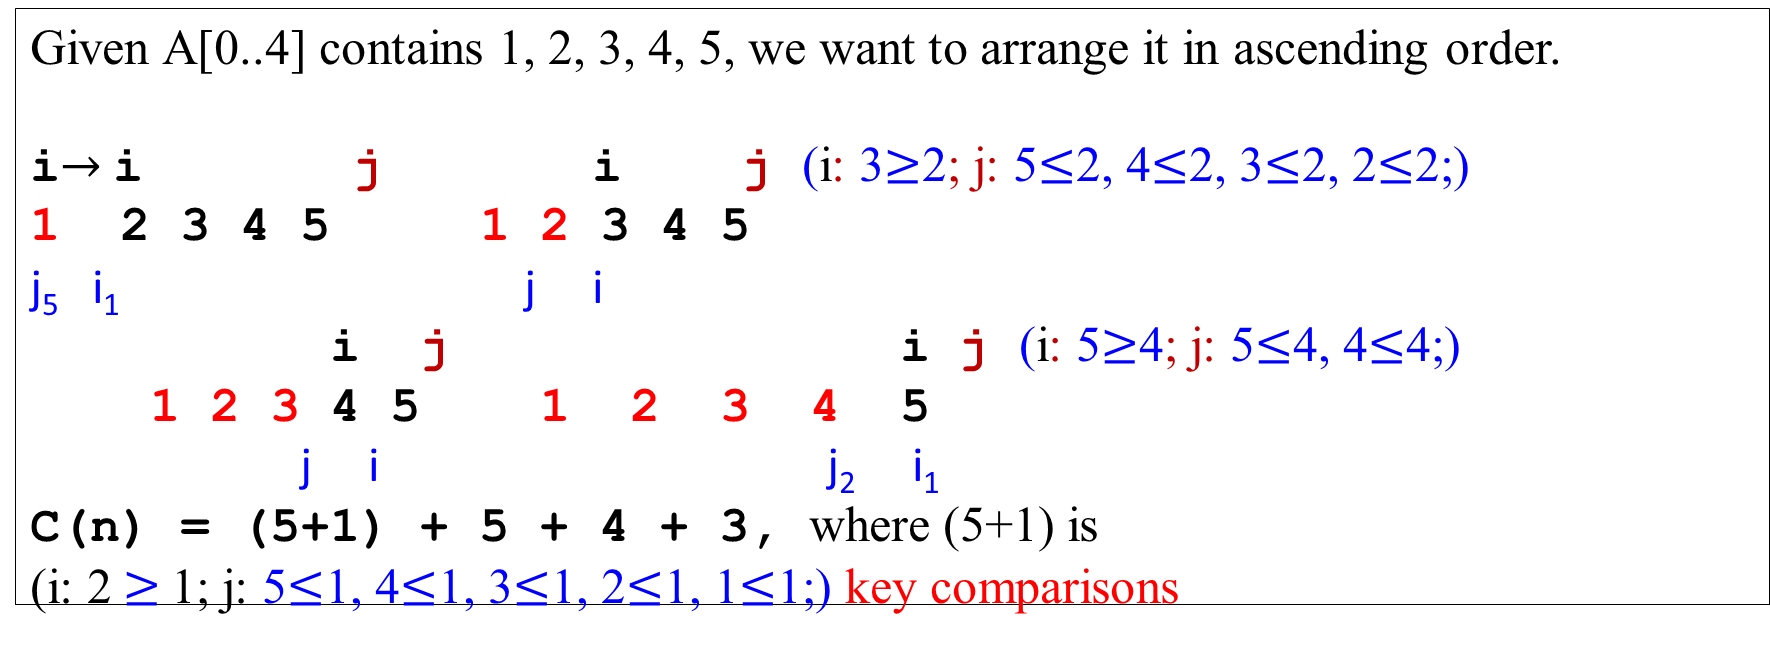 Given A[0..4] contains 1, 2, 3, 4, 5, we want to arrange it in ascending order.
i→ i j i j (i: 3≥2; j: 5≤2, 4≤2, 3≤2, 2≤2;)
1 2 3 4 5 1 2 3 4 5
j5 i1 j i
i j i j (i: 5≥4; j: 5≤4, 4≤4;)
1 2 3 4 5 1 2 3 4 5
j i j2 i1
C(n) = (5+1) + 5 + 4 + 3, where (5+1) is
(i: 2 ≥ 1; j: 5≤1, 4≤1, 3≤1, 2≤1, 1≤1;) key comparisons